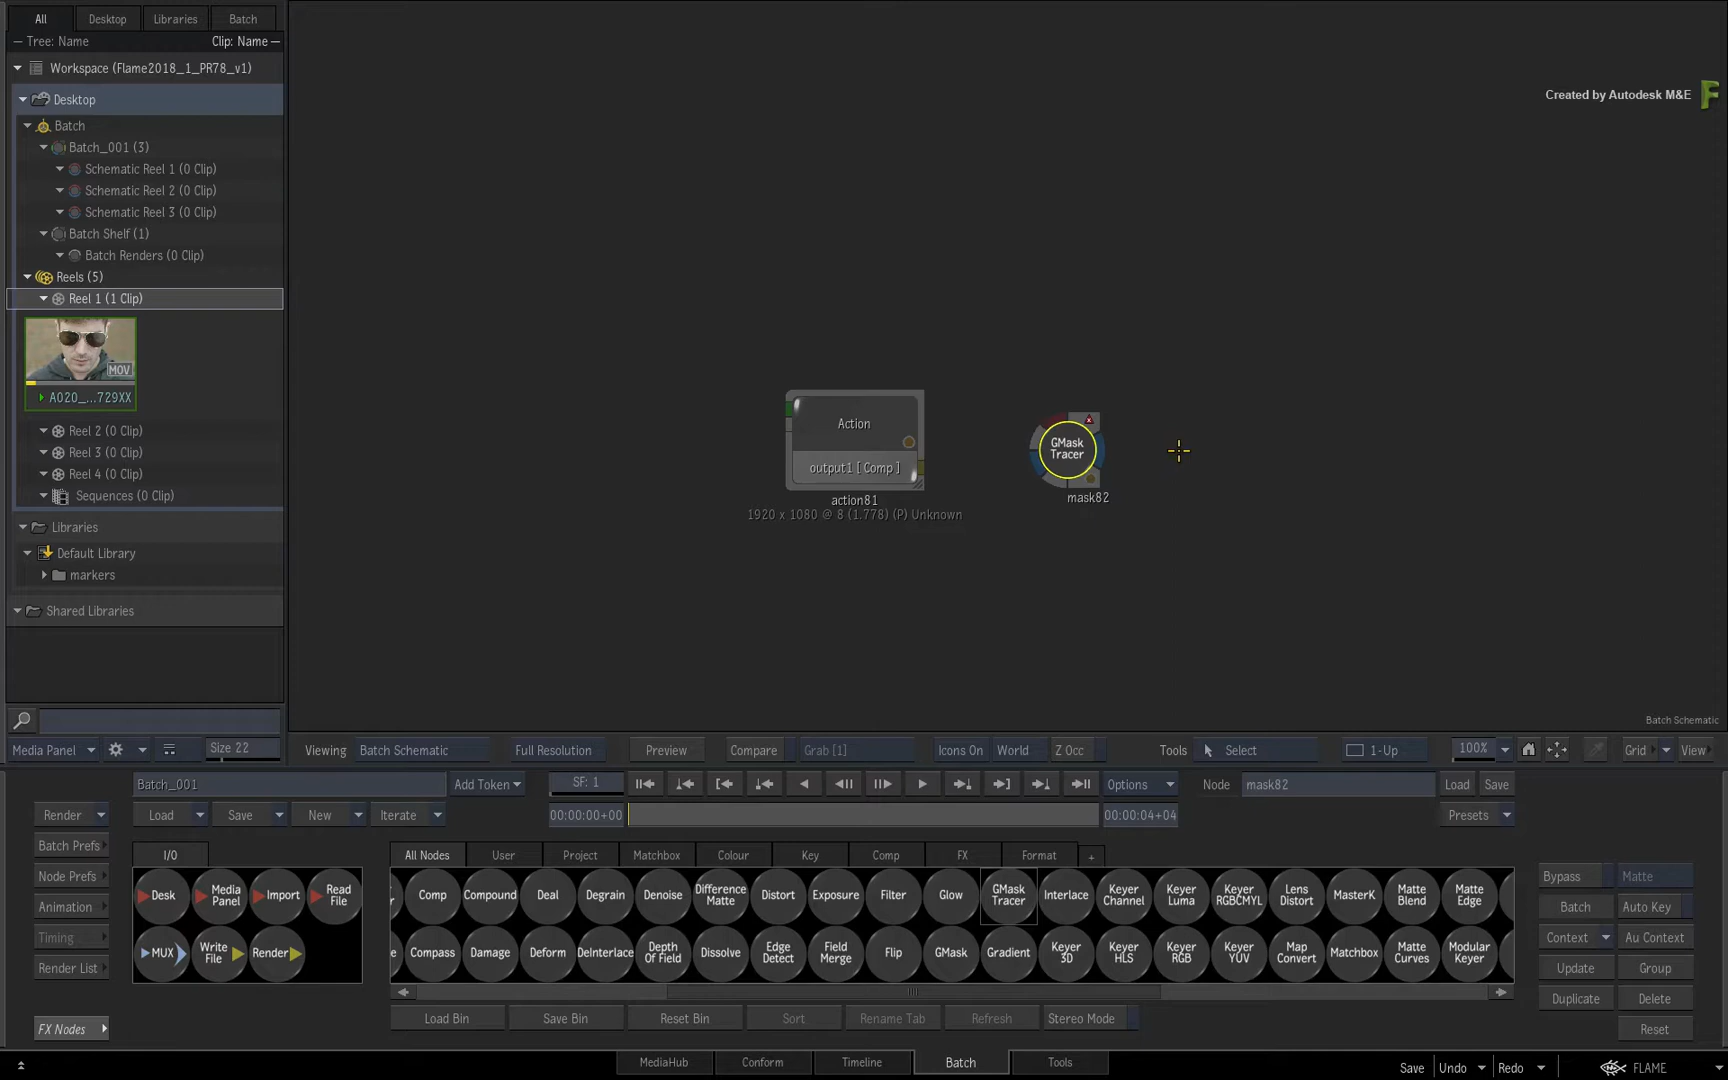 All Desktop Libraries Batch
Tree: Name Clip: Name
Workspace (Flame2018_1_PR78_v1)
Desktop
Batch
Batch_001 (3)
Schematic Reel 1 (0 Clip)
Schematic Reel 2 (0 Clip)
Schematic Reel 3 (0 Clip)
Batch Shelf (1)
Batch Renders (0 Clip)
Reels (5)
Reel 1 (1 Clip)
MOV
A020_...729XX
Reel 2 (0 Clip)
Reel 3 (0 Clip)
Reel 4 (0 Clip)
Sequences (0 Clip)
Libraries
Default Library
markers
Shared Libraries
Created by Autodesk M&E
Action
output1 [ Comp ]
action81
1920 x 1080 @ 8 (1.778) (P) Unknown
GMask
Tracer
mask82
Batch Schematic
Media Panel Size 22 Viewing Batch Schematic Full Resolution Preview Compare Grab [1] Icons On World Z Occ Tools Select 1-Up 100% Grid View
Batch_001 Add Token SF: 1 Options Node mask82 Load Save
Render Load Save New Iterate 00:00:00+00 00:00:04+04 Presets
Batch Prefs
Node Prefs
Animation
Timing
Render List
FX Nodes
I/O
Desk Media Panel Import Read File
MUX Write File Render
All Nodes User Project Matchbox Colour Key Comp FX Format +
Comp Compound Deal Degrain Denoise Difference Matte Distort Exposure Filter Glow GMask Tracer Interlace Keyer Channel Keyer Luma Keyer RGBCMYL Lens Distort MasterK Matte Blend Matte Edge
Compass Damage Deform DeInterlace Depth Of Field Dissolve Edge Detect Field Merge Flip GMask Gradient Keyer 3D Keyer HLS Keyer RGB Keyer YUV Map Convert Matchbox Matte Curves Modular Keyer
Load Bin Save Bin Reset Bin Sort Rename Tab Refresh Stereo Mode
Bypass Matte
Batch Auto Key
Context Au Context
Update Group
Duplicate Delete
Reset
MediaHub Conform Timeline Batch Tools
Save Undo Redo FLAME